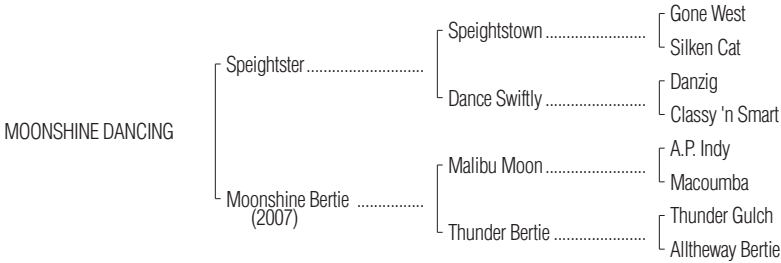 Gone West
Speightstown ........................
Silken Cat
Speightster ............................
Danzig
Dance Swiftly ........................
Classy 'n Smart
MOONSHINE DANCING
A.P. Indy
Malibu Moon ........................
Macoumba
Moonshine Bertie ................
(2007)
Thunder Gulch
Thunder Bertie ......................
Alltheway Bertie